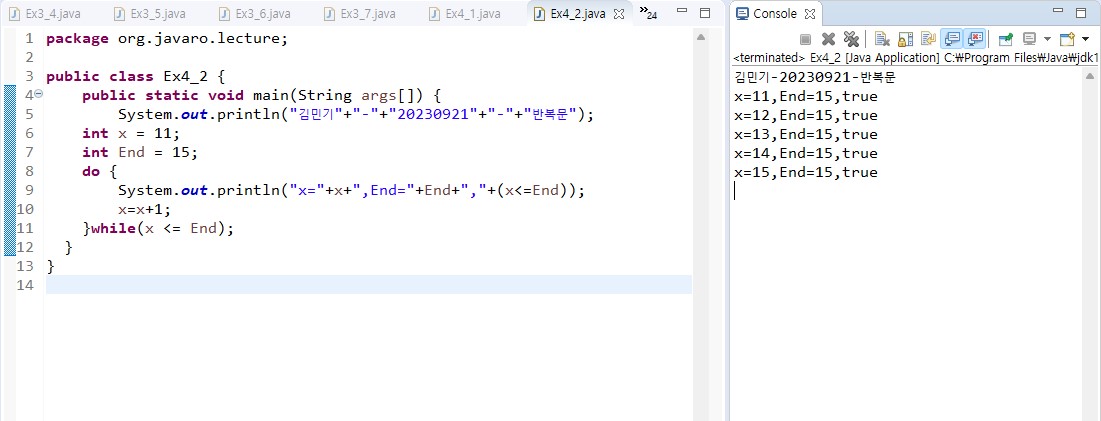 Ex3_4.java Ex3_5.java Ex3_6.java Ex3_7.java Ex4_1.java Ex4_2.java »24
1 package org.javaro.lecture;
2
3 public class Ex4_2 {
4 public static void main(String args[]) {
5 System.out.println("김민기"+"-"+"20230921"+"-"+"반복문");
6 int x = 11;
7 int End = 15;
8 do {
9 System.out.println("x="+x+",End="+End+","+(x<=End));
10 x=x+1;
11 }while(x <= End);
12 }
13 }
14
Console
<terminated> Ex4_2 [Java Application] C:₩Program Files₩Java₩jdk1
김민기-20230921-반복문
x=11,End=15,true
x=12,End=15,true
x=13,End=15,true
x=14,End=15,true
x=15,End=15,true